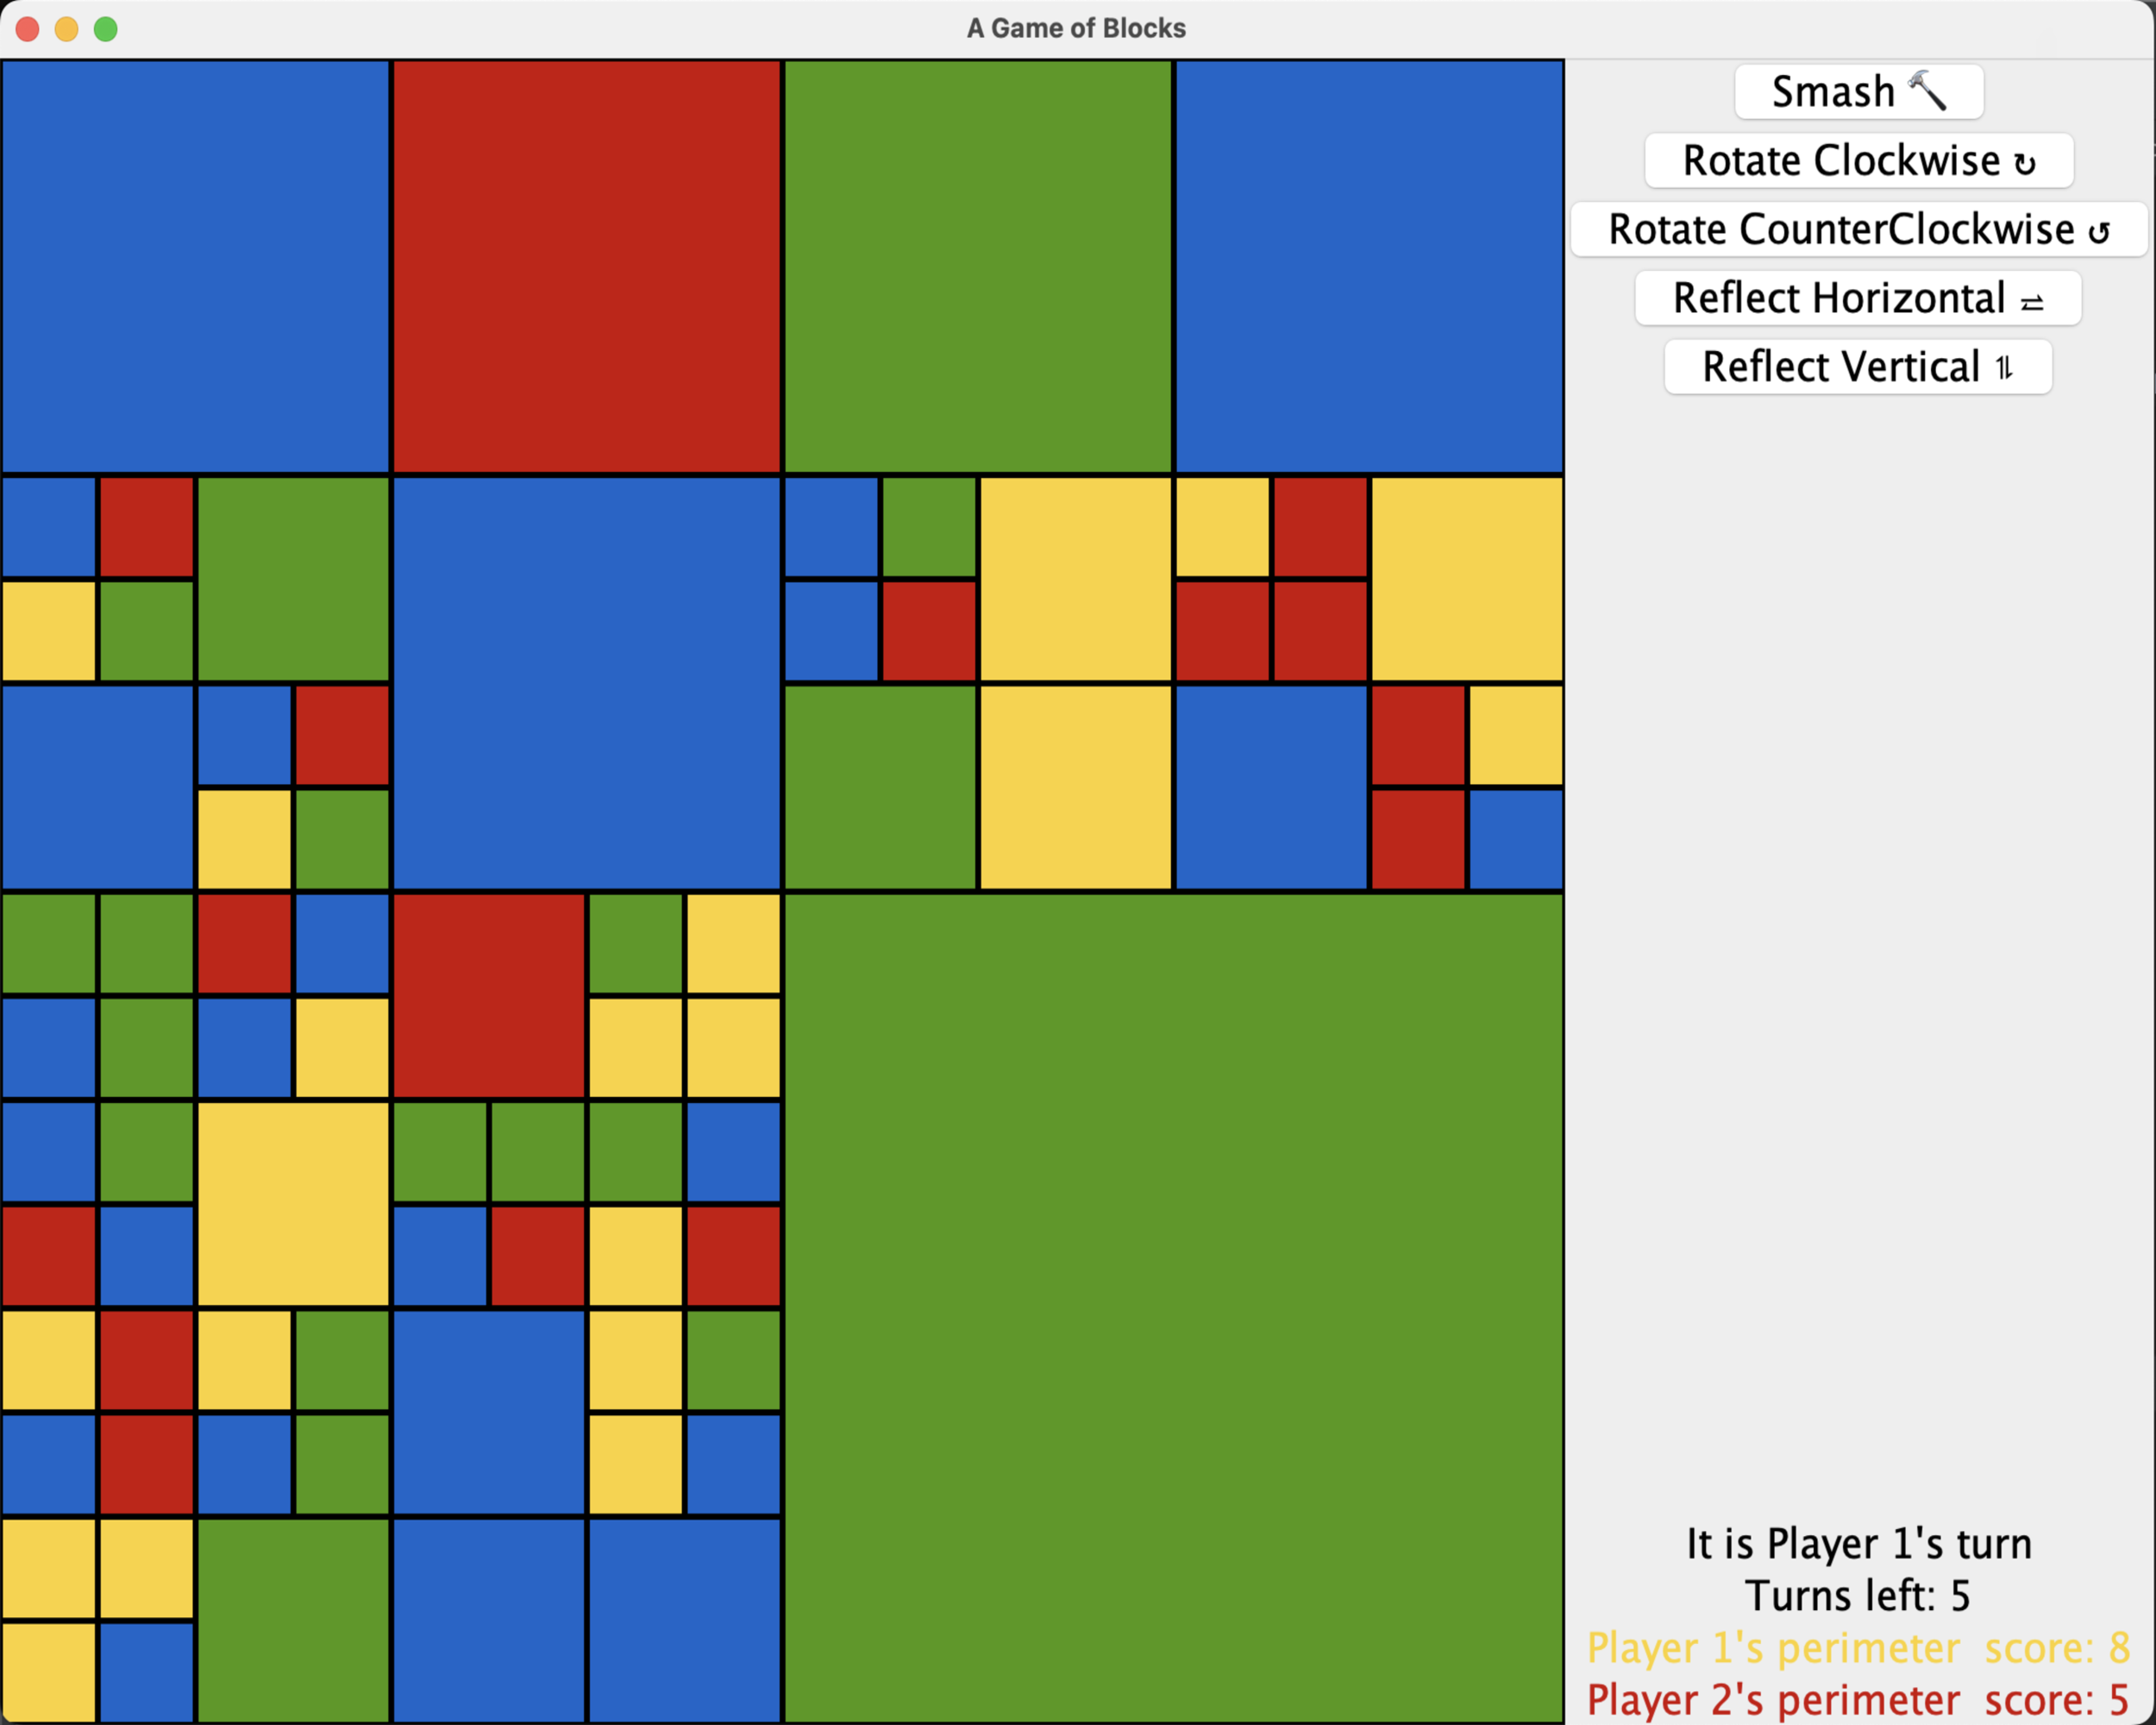 A Game of Blocks
Smash 🔨
Rotate Clockwise ↻
Rotate CounterClockwise ↺
Reflect Horizontal ⥂
Reflect Vertical ⥮
It is Player 1's turn
Turns left: 5
Player 1's perimeter  score: 8
Player 2's perimeter  score: 5